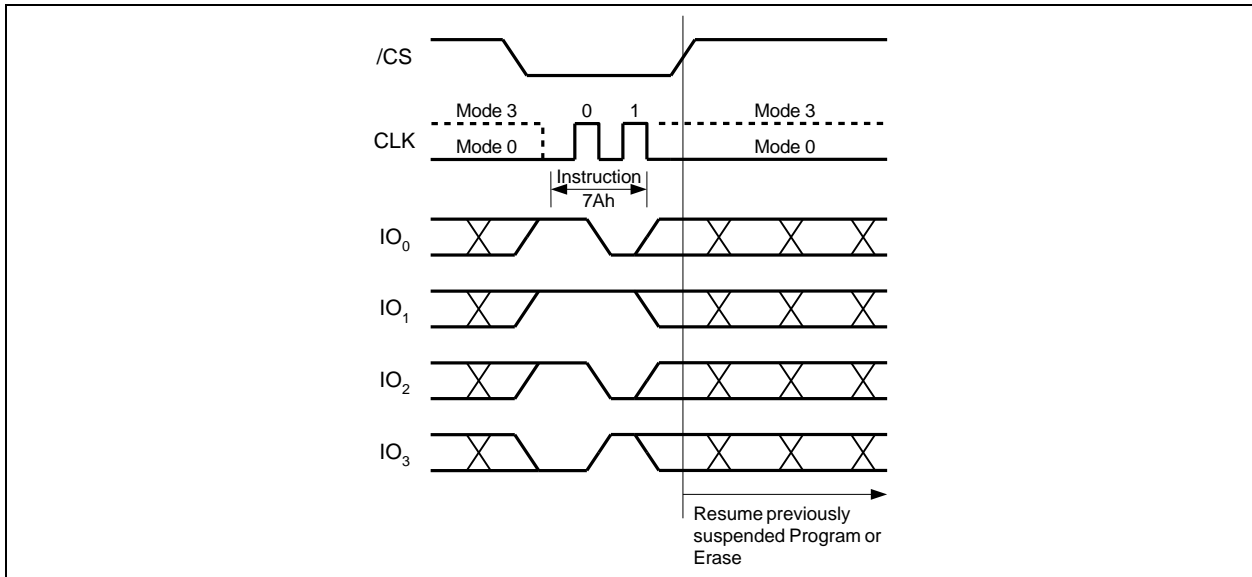 /CS
Mode 3 0 1 Mode 3
CLK
Mode 0 Mode 0
Instruction
7Ah
IO0
IO1
IO2
IO3
Resume previously
suspended Program or
Erase